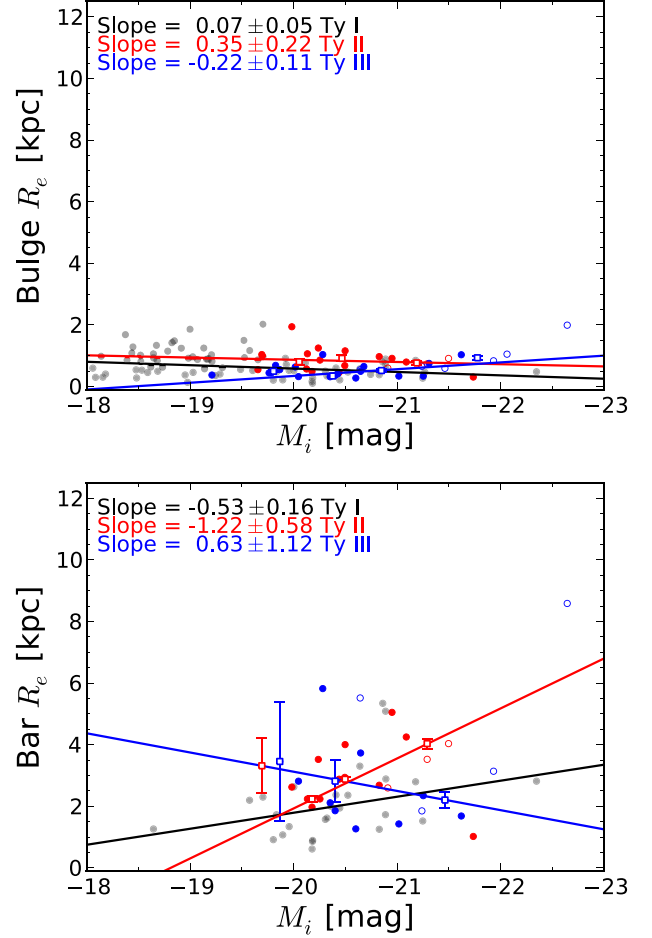 12
10
8
6
4
2
0
Bulge R_e [kpc]
Slope = 0.07±0.05 Ty I
Slope = 0.35±0.22 Ty II
Slope = -0.22±0.11 Ty III
−18 −19 −20 −21 −22 −23
M_i [mag]
12
10
8
6
4
2
0
Bar R_e [kpc]
Slope = -0.53±0.16 Ty I
Slope = -1.22±0.58 Ty II
Slope = 0.63±1.12 Ty III
−18 −19 −20 −21 −22 −23
M_i [mag]